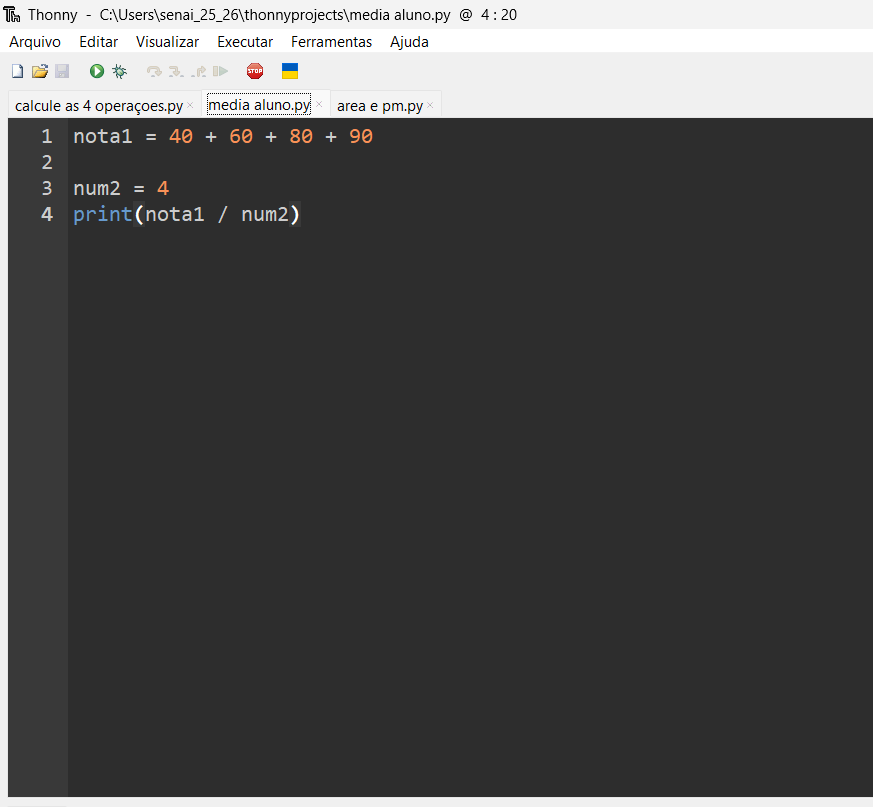 Thonny - C:\Users\senai_25_26\thonnyprojects\media aluno.py @ 4 : 20
Arquivo Editar Visualizar Executar Ferramentas Ajuda
STOP
calcule as 4 operaçoes.py × media aluno.py × area e pm.py ×
1 nota1 = 40 + 60 + 80 + 90
2
3 num2 = 4
4 print(nota1 / num2)